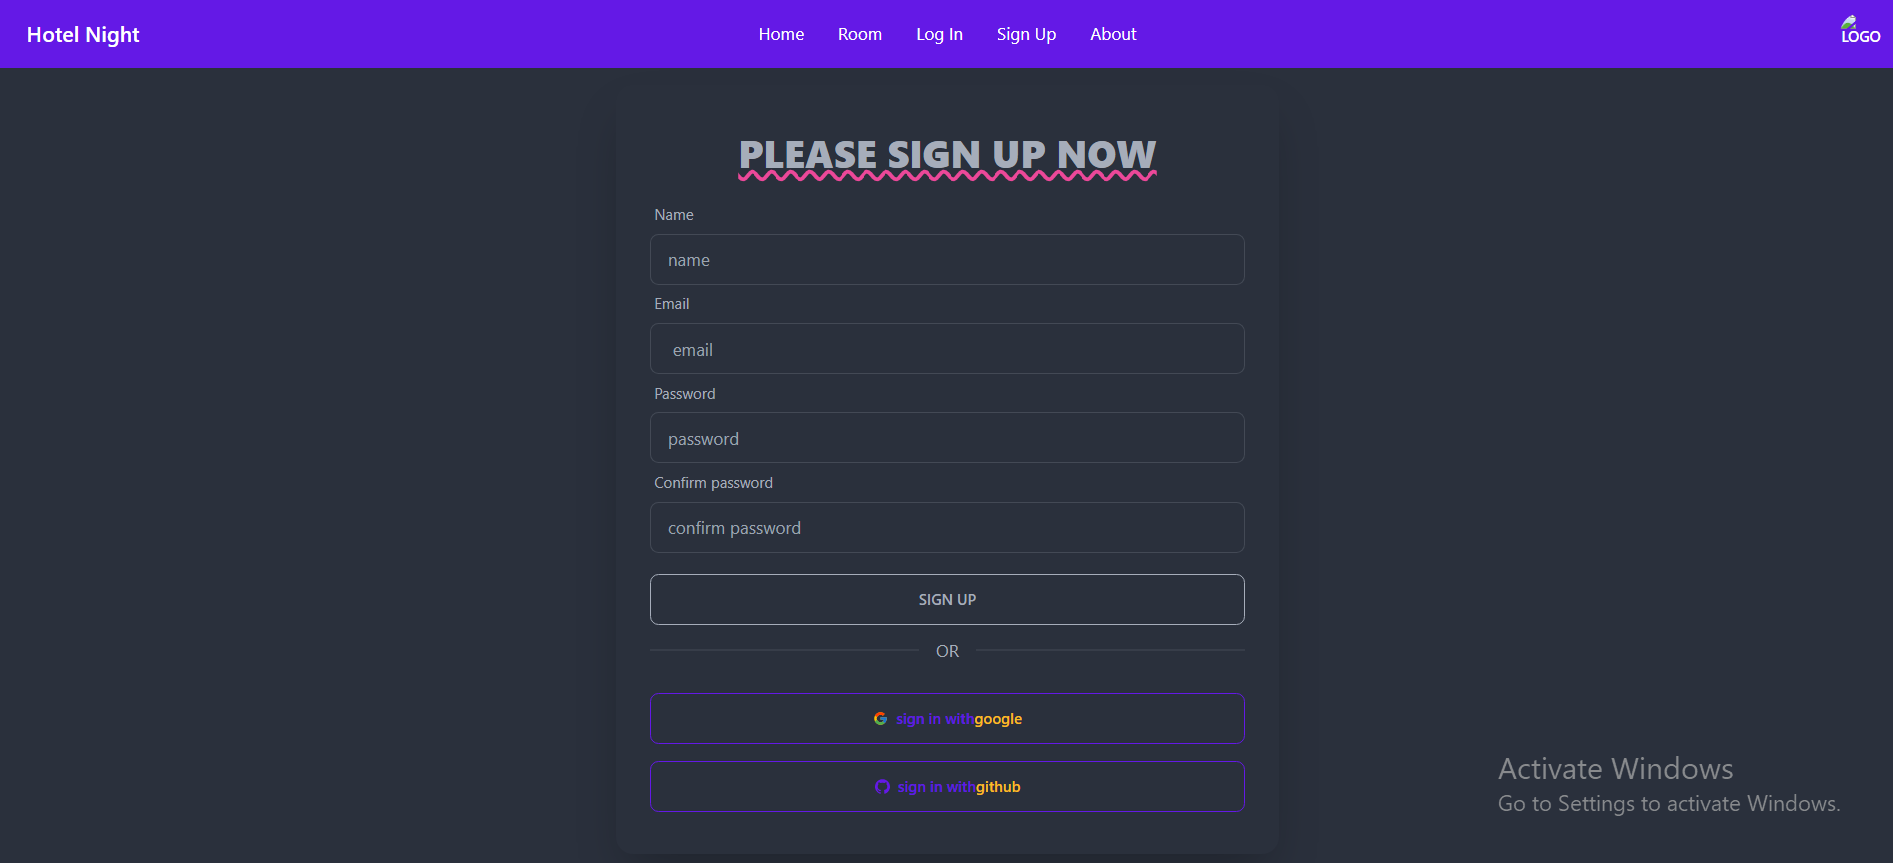 Hotel Night
Home Room Log In Sign Up About
LOGO
PLEASE SIGN UP NOW
Name
name
Email
email
Password
password
Confirm password
confirm password
SIGN UP
OR
sign in withgoogle
sign in withgithub
Activate Windows
Go to Settings to activate Windows.